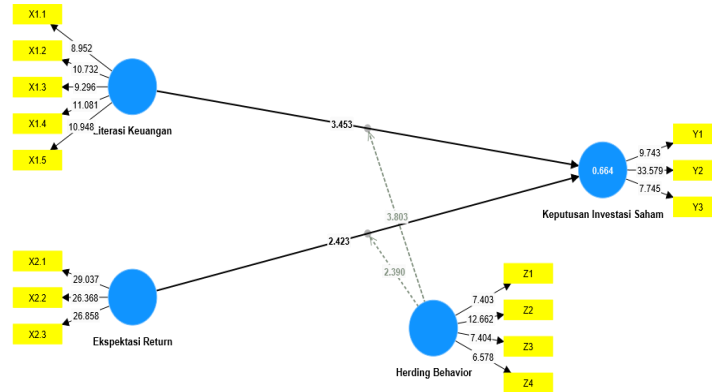 X1.1
X1.2
X1.3
X1.4
X1.5
8.952
10.732
9.296
11.081
10.948
Literasi Keuangan
3.453
Y1
Y2
Y3
9.743
33.579
7.745
0.664
Keputusan Investasi Saham
3.803
2.423
2.390
X2.1
X2.2
X2.3
29.037
26.368
26.858
Ekspektasi Return
Z1
Z2
Z3
Z4
7.403
12.662
7.404
6.578
Herding Behavior